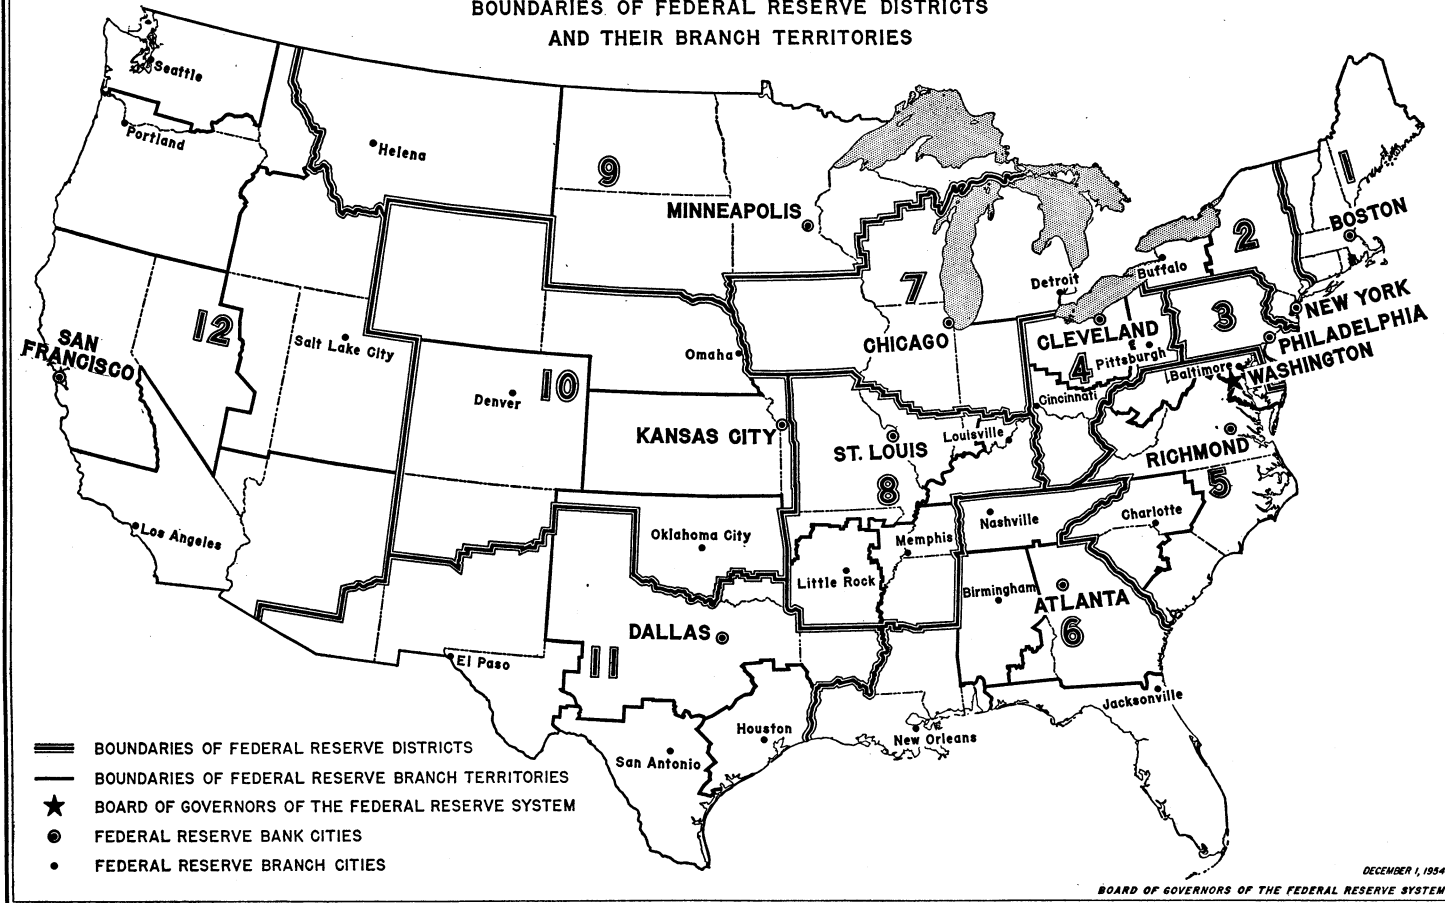 BOUNDARIES OF FEDERAL RESERVE DISTRICTS
AND THEIR BRANCH TERRITORIES
Seattle
Portland
Helena
9
MINNEAPOLIS
1
BOSTON
2
Buffalo
Detroit
7
12
SAN
FRANCISCO
Salt Lake City
Omaha
CHICAGO
CLEVELAND
4
Pittsburgh
3
NEW YORK
PHILADELPHIA
WASHINGTON
Baltimore
Cincinnati
Denver
10
KANSAS CITY
ST. LOUIS
Louisville
RICHMOND
5
8
Los Angeles
Oklahoma City
Nashville
Memphis
Charlotte
Little Rock
Birmingham
ATLANTA
6
DALLAS
El Paso
11
Houston
San Antonio
New Orleans
Jacksonville
BOUNDARIES OF FEDERAL RESERVE DISTRICTS
BOUNDARIES OF FEDERAL RESERVE BRANCH TERRITORIES
BOARD OF GOVERNORS OF THE FEDERAL RESERVE SYSTEM
FEDERAL RESERVE BANK CITIES
FEDERAL RESERVE BRANCH CITIES
DECEMBER 1, 1954
BOARD OF GOVERNORS OF THE FEDERAL RESERVE SYSTEM